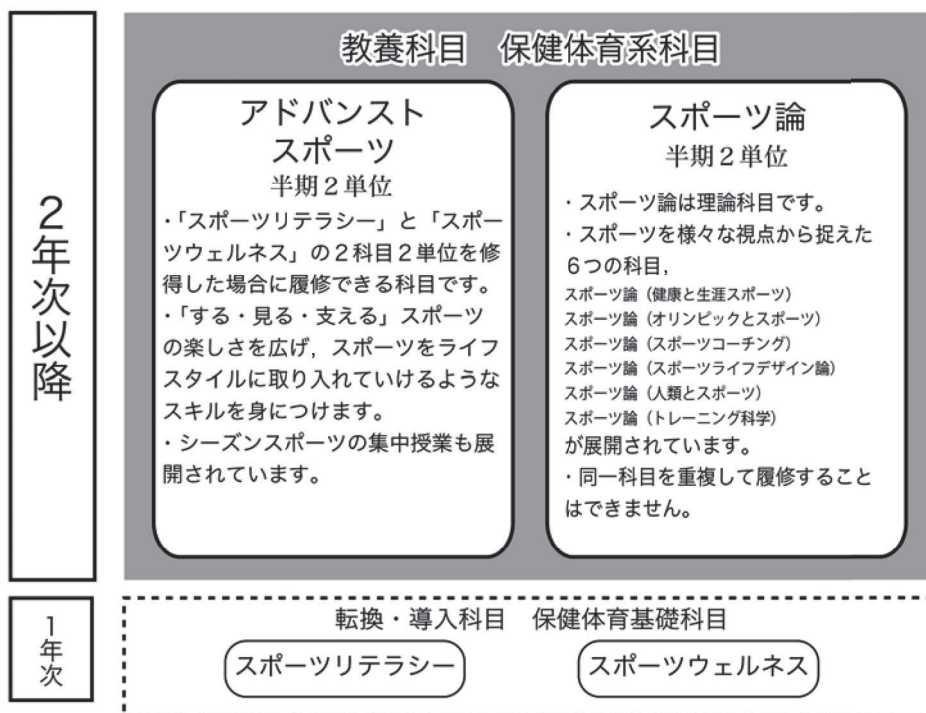 2年次以降
教養科目　保健体育系科目
アドバンスト
スポーツ
半期2単位
・「スポーツリテラシー」と「スポー
ツウェルネス」の２科目２単位を修
得した場合に履修できる科目です。
・「する・見る・支える」スポーツ
の楽しさを広げ，スポーツをライフ
スタイルに取り入れていけるような
スキルを身につけます。
・シーズンスポーツの集中授業も展
開されています。
スポーツ論
半期2単位
・スポーツ論は理論科目です。
・スポーツを様々な視点から捉えた
６つの科目，
スポーツ論（健康と生涯スポーツ）
スポーツ論（オリンピックとスポーツ）
スポーツ論（スポーツコーチング）
スポーツ論（スポーツライフデザイン論）
スポーツ論（人類とスポーツ）
スポーツ論（トレーニング科学）
が展開されています。
・同一科目を重複して履修すること
はできません。
1年次
転換・導入科目　保健体育基礎科目
スポーツリテラシー
スポーツウェルネス